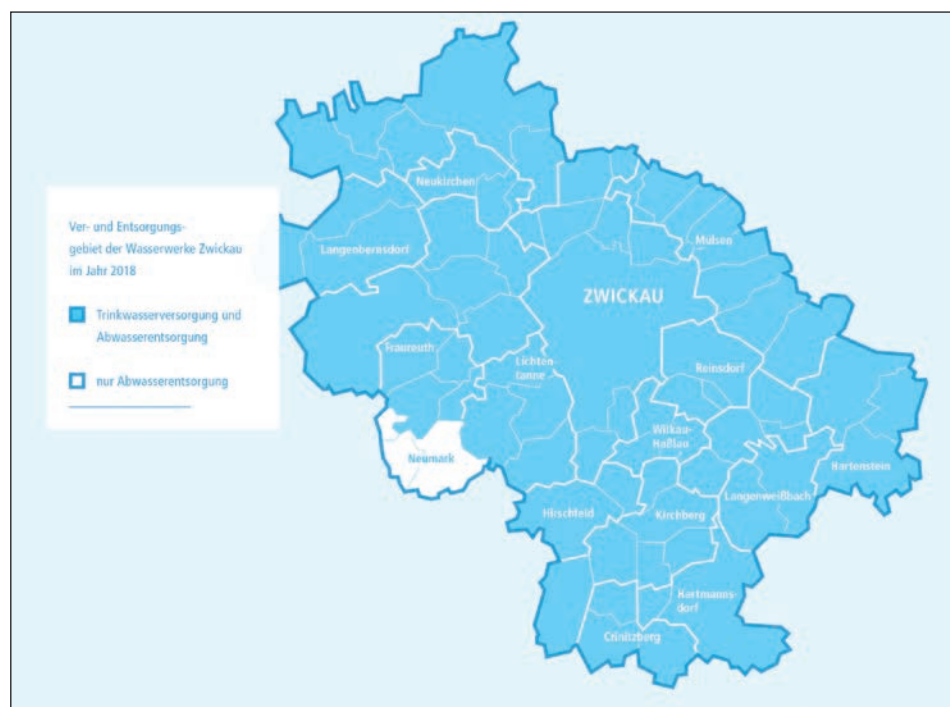 Neukirchen
Ver- und Entsorgungs-
gebiet der Wasserwerke Zwickau
im Jahr 2018
Langenbernsdorf
Mülsen
ZWICKAU
Trinkwasserversorgung und
Abwasserentsorgung
Fraureuth
Lichten-
tanne
Reinsdorf
nur Abwasserentsorgung
Wilkau-
Haßlau
Neumark
Hartenstein
Langenweißbach
Hirschfeld
Kirchberg
Hartmanns-
dorf
Crinitzberg